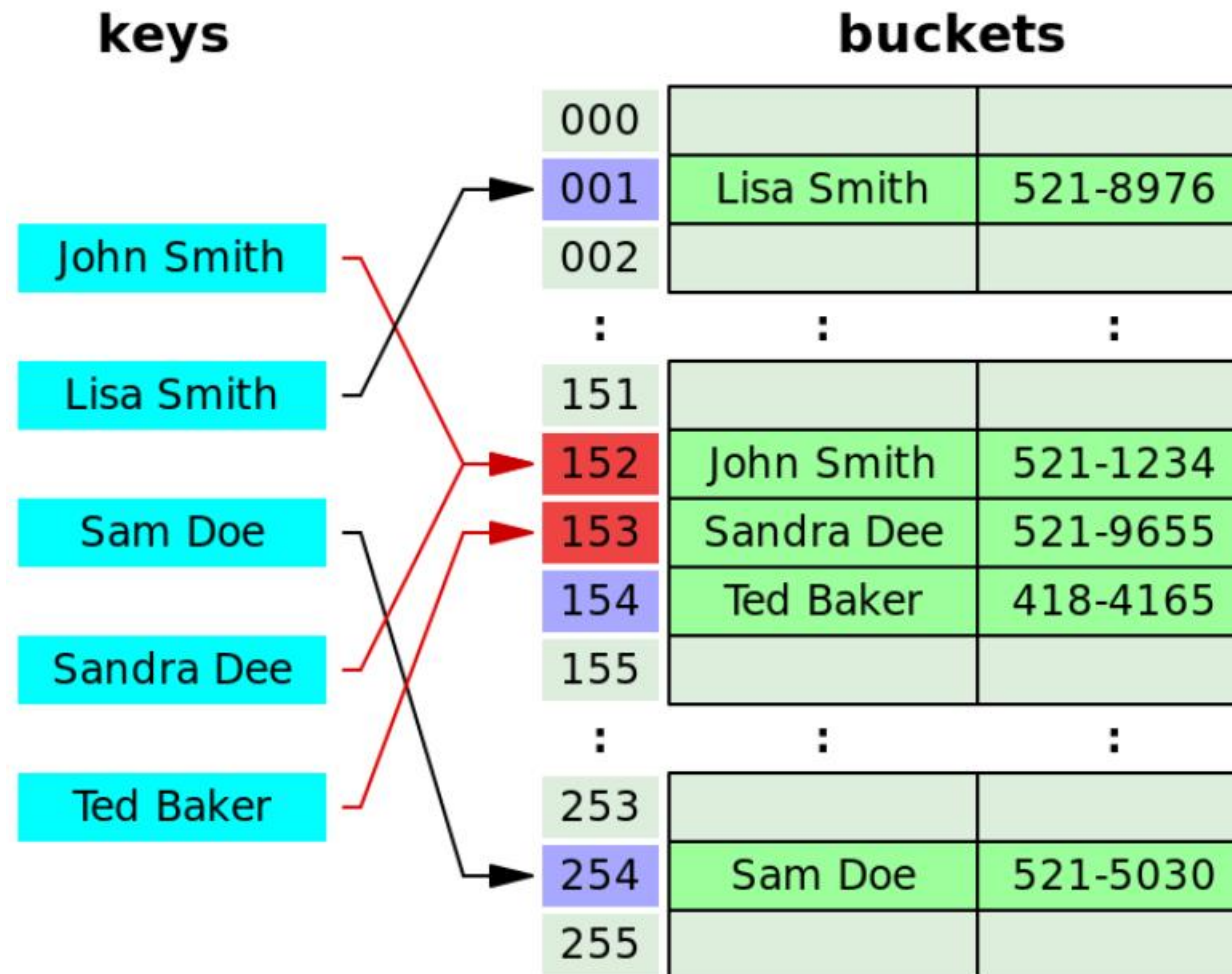 keys
buckets
000
001 Lisa Smith 521-8976
John Smith
002
: : :
Lisa Smith
151
152 John Smith 521-1234
Sam Doe
153 Sandra Dee 521-9655
154 Ted Baker 418-4165
Sandra Dee
155
: : :
Ted Baker
253
254 Sam Doe 521-5030
255